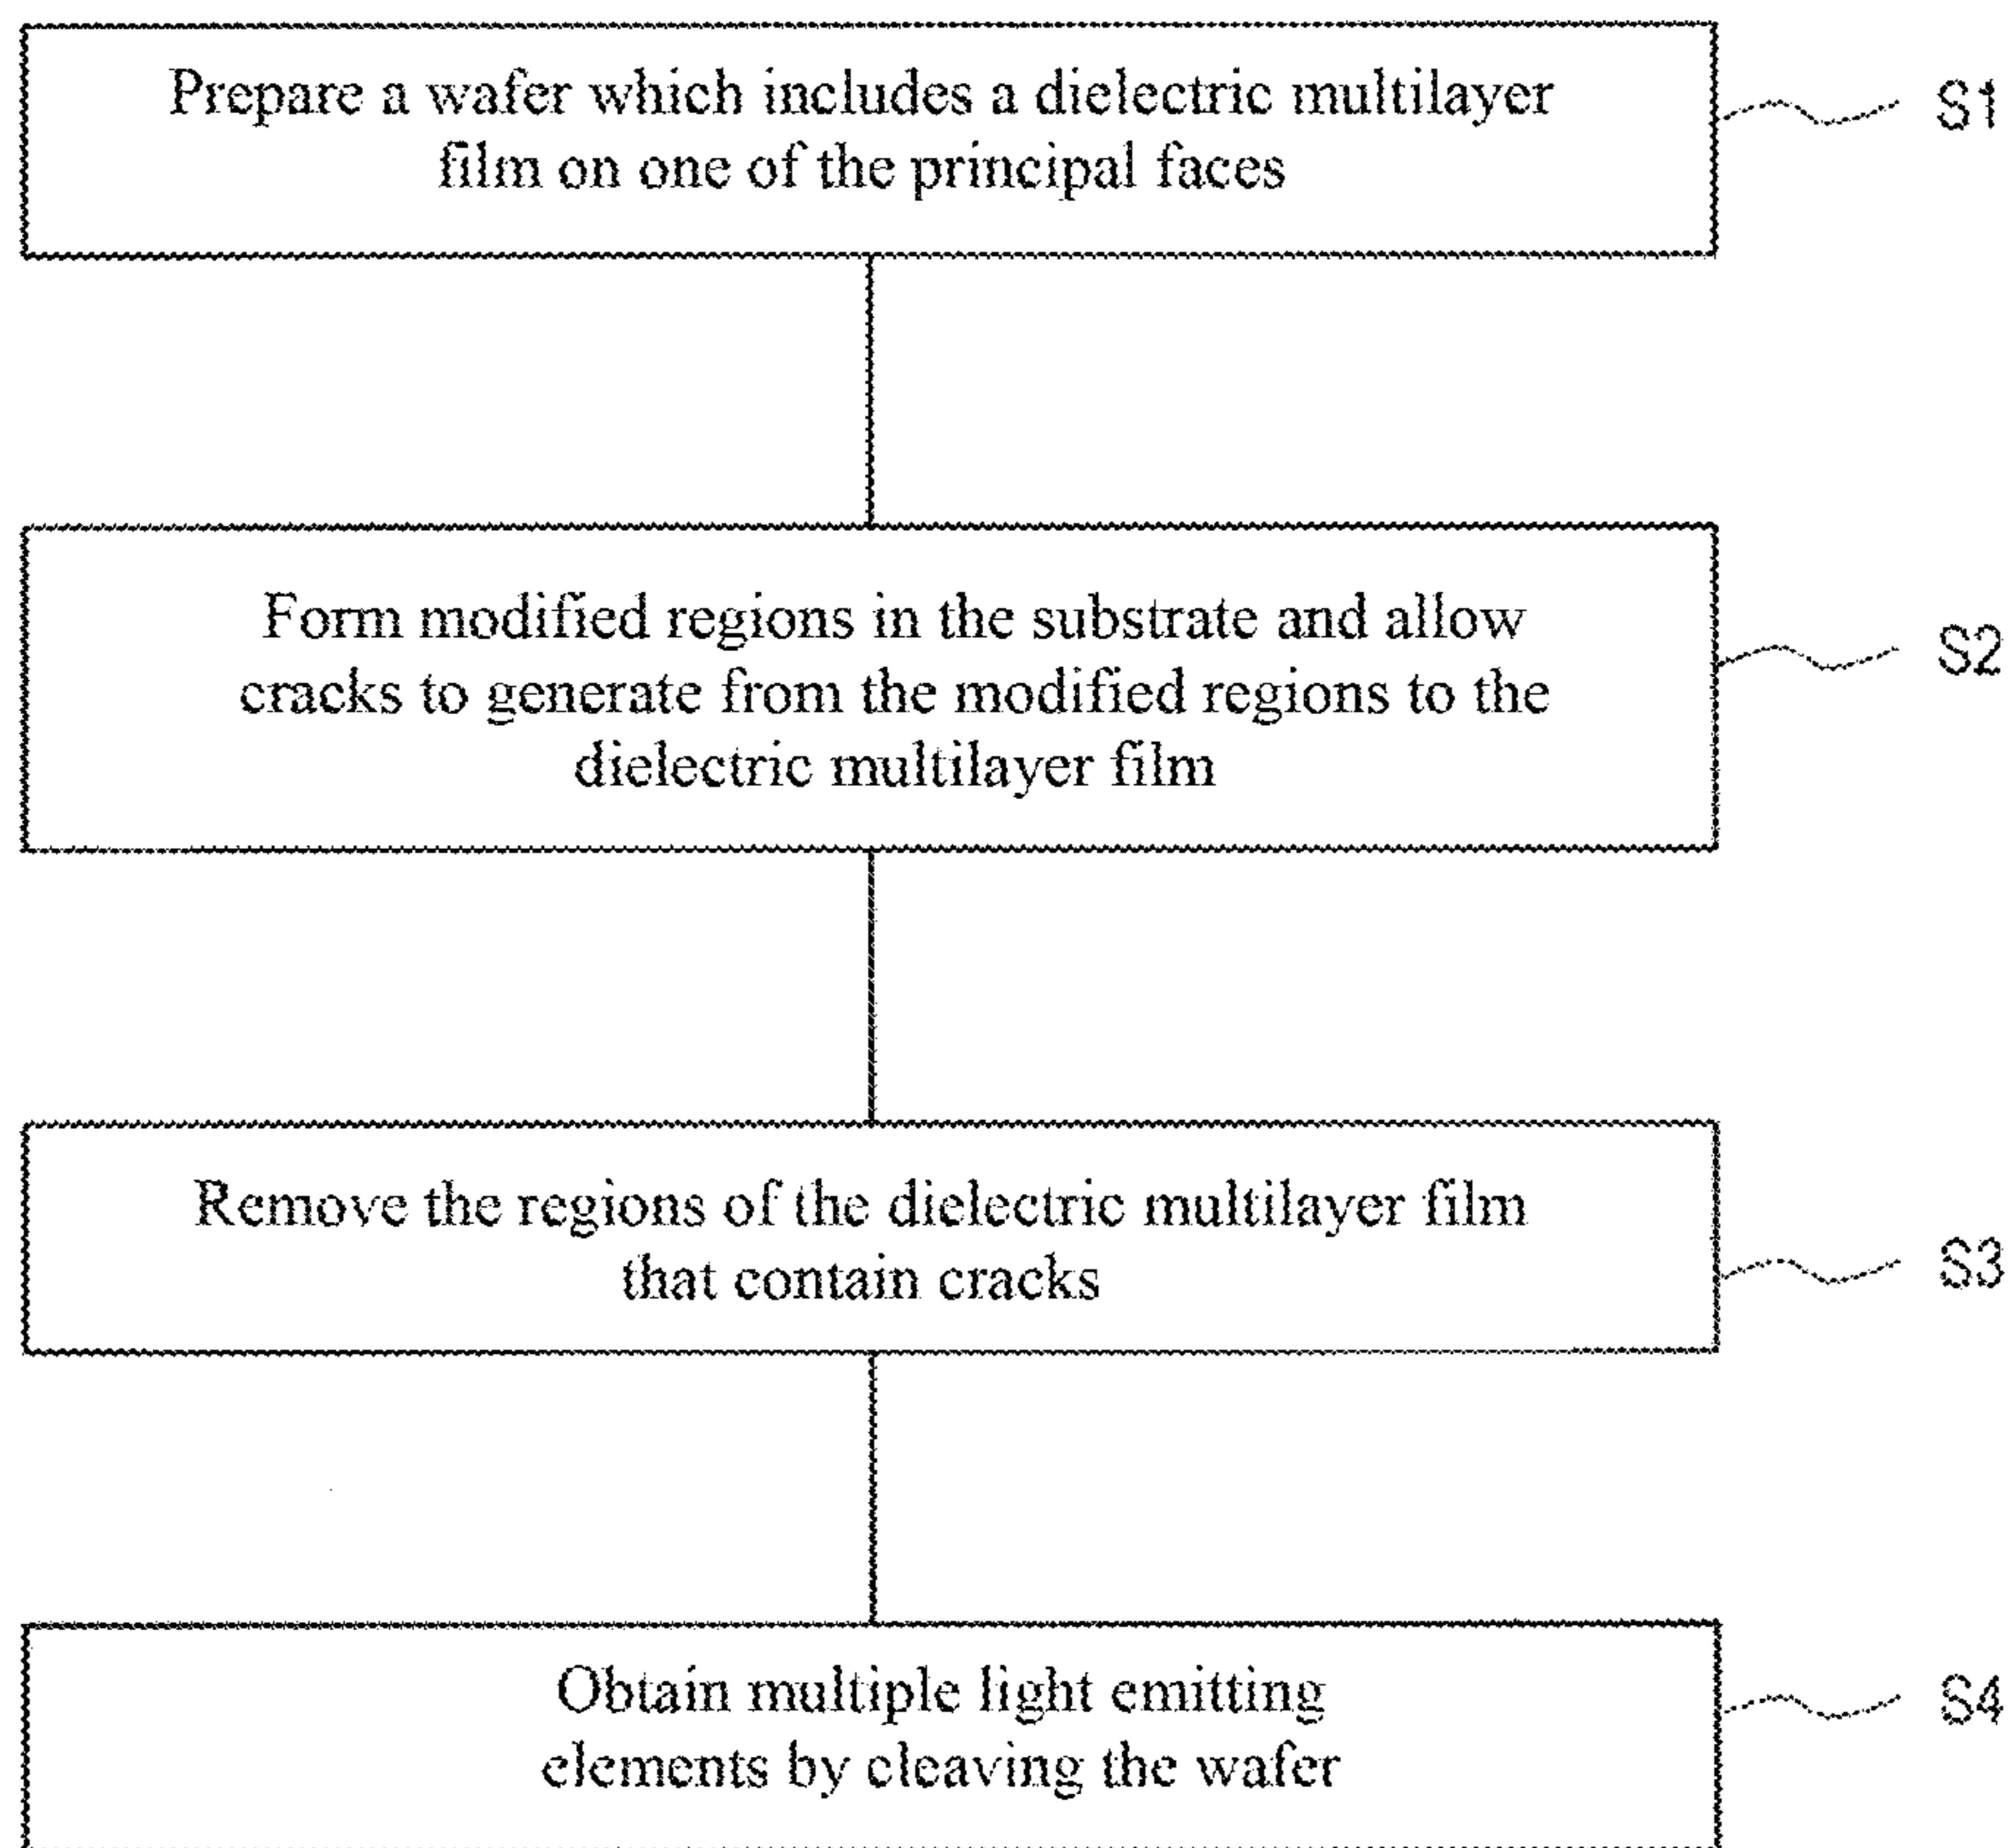 Prepare a wafer which includes a dielectric multilayer
film on one of the principal faces
S1
Form modified regions in the substrate and allow
cracks to generate from the modified regions to the
dielectric multilayer film
S2
Remove the regions of the dielectric multilayer film
that contain cracks
S3
Obtain multiple light emitting
elements by cleaving the wafer
S4